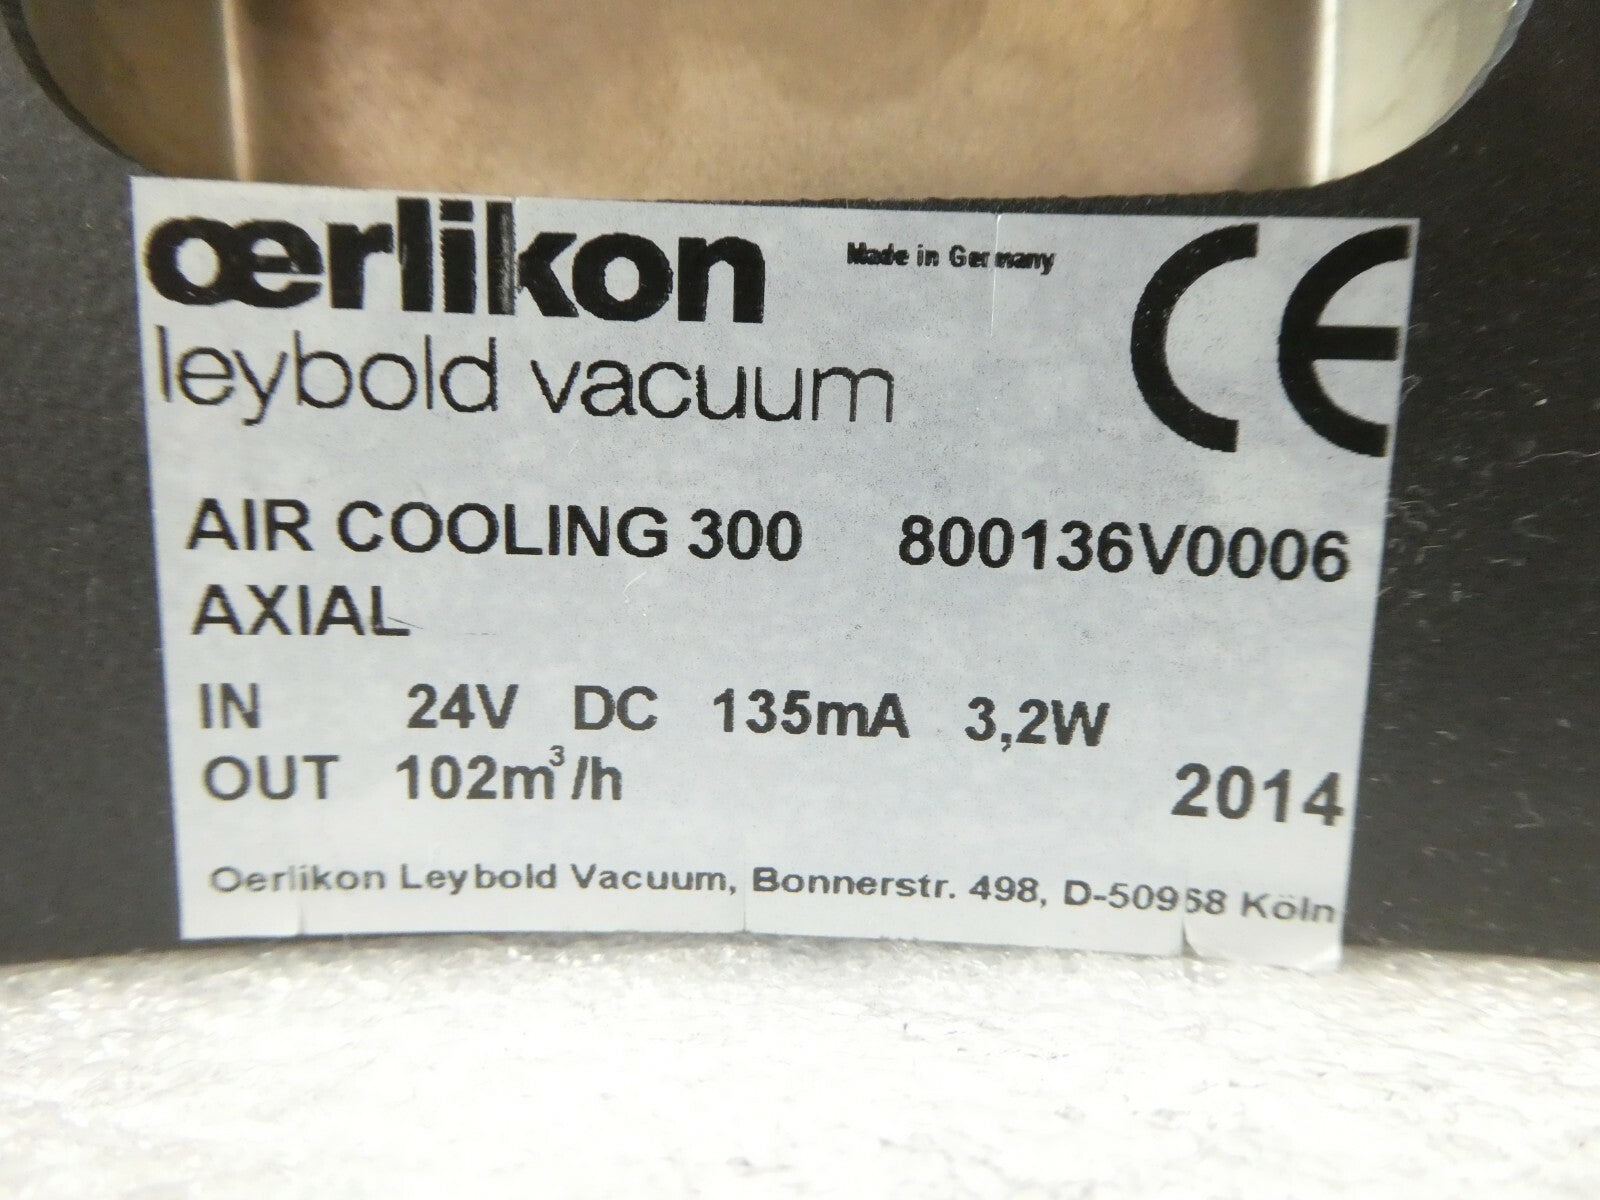 oerlikon Made in Germany CE
leybold vacuum
AIR COOLING 300 800136V0006
AXIAL
IN 24V DC 135mA 3,2W
OUT 102m³/h 2014
Oerlikon Leybold Vacuum, Bonnerstr. 498, D-50968 Köln